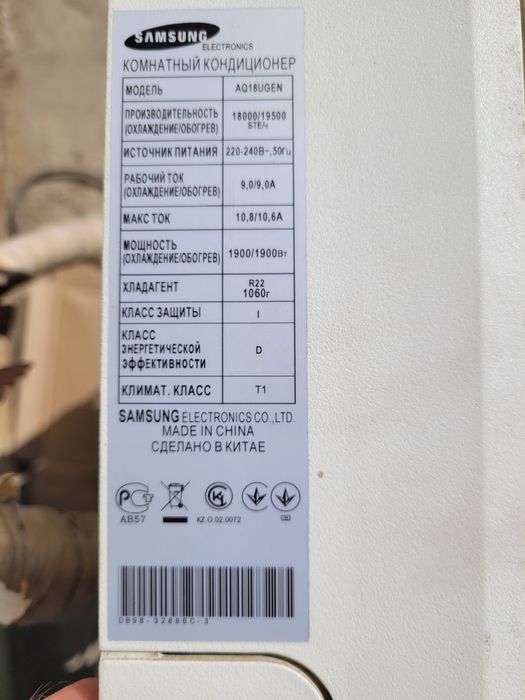 SAMSUNG
ELECTRONICS
КОМНАТНЫЙ КОНДИЦИОНЕР
МОДЕЛЬ AQ18UGEN
ПРОИЗВОДИТЕЛЬНОСТЬ 18000/19500
(ОХЛАЖДЕНИЕ/ОБОГРЕВ) БТЕ/Ч
ИСТОЧНИК ПИТАНИЯ 220-240В~,50Гц
РАБОЧИЙ ТОК
(ОХЛАЖДЕНИЕ/ОБОГРЕВ) 9,0/9,0А
МАКС ТОК 10,8/10,6А
МОЩНОСТЬ
(ОХЛАЖДЕНИЕ/ОБОГРЕВ) 1900/1900Вт
ХЛАДАГЕНТ R22
1060г
КЛАСС ЗАЩИТЫ I
КЛАСС
ЭНЕРГЕТИЧЕСКОЙ D
ЭФФЕКТИВНОСТИ
КЛИМАТ. КЛАСС T1
SAMSUNG ELECTRONICS CO.,LTD.
MADE IN CHINA
СДЕЛАНО В КИТАЕ
АВ57
KZ.O.02.0072
DB98-32886C-3